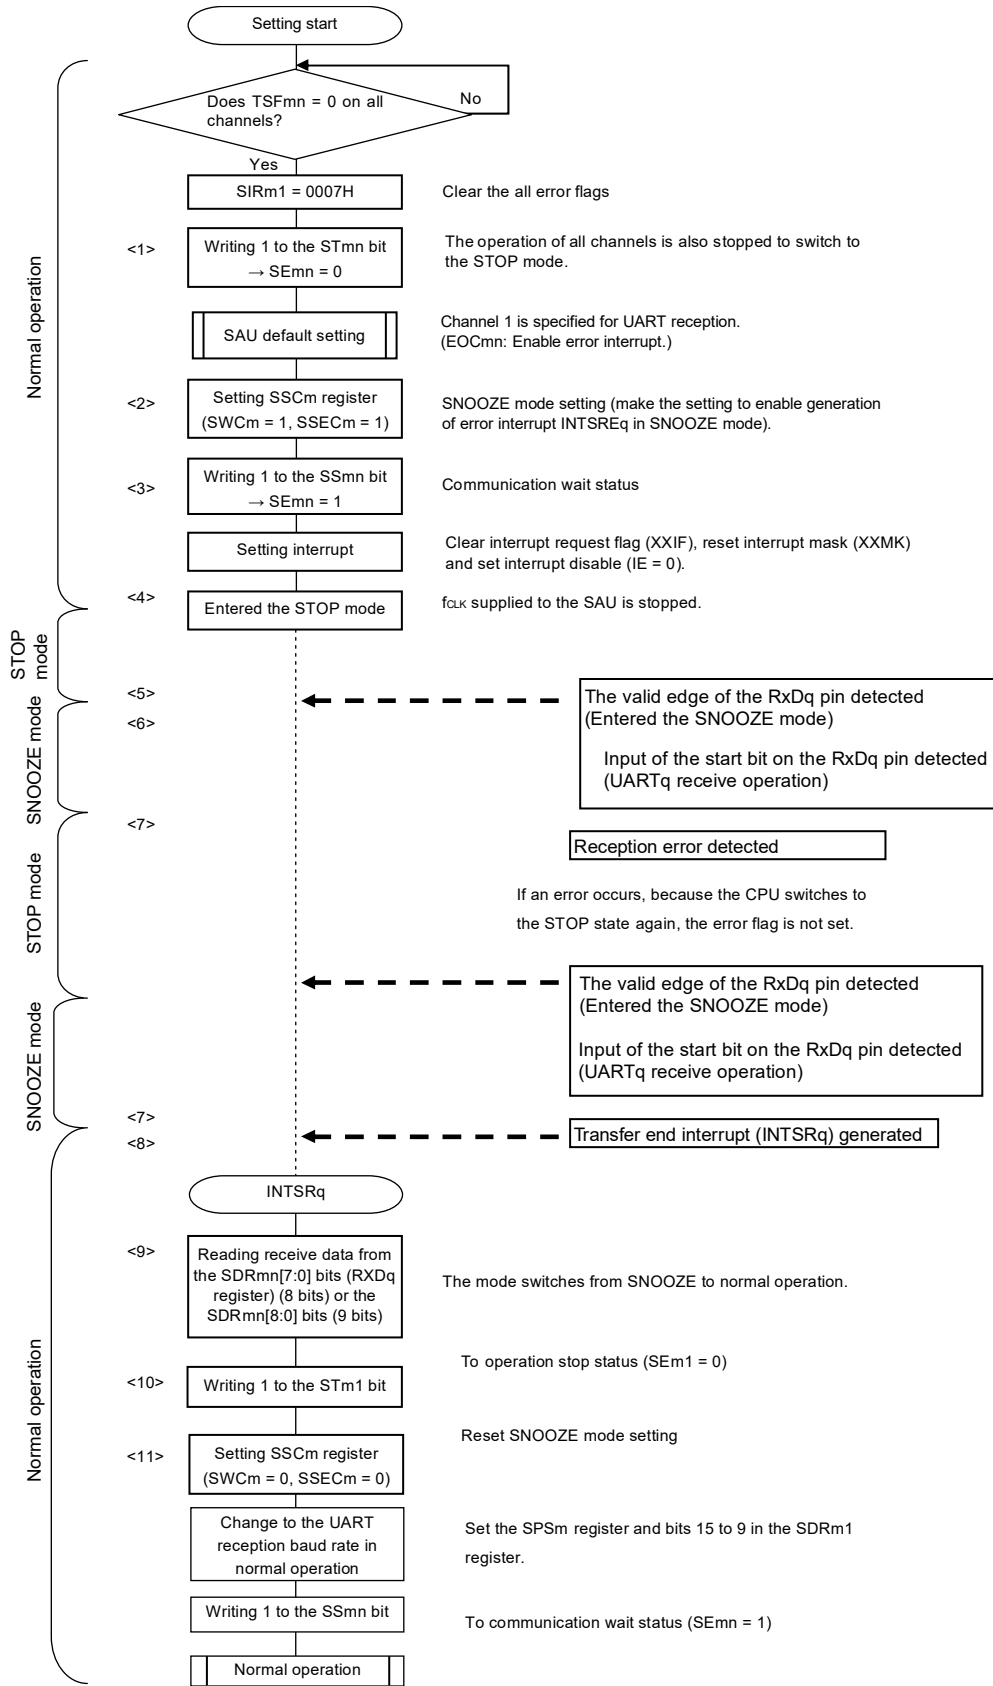 Setting start
Does TSFmn = 0 on all
channels?
No
Yes
SIRm1 = 0007H
Clear the all error flags
<1>
Writing 1 to the STmn bit
→ SEmn = 0
The operation of all channels is also stopped to switch to
the STOP mode.
SAU default setting
Channel 1 is specified for UART reception.
(EOCmn: Enable error interrupt.)
Normal operation
<2>
Setting SSCm register
(SWCm = 1, SSECm = 1)
SNOOZE mode setting (make the setting to enable generation
of error interrupt INTSREq in SNOOZE mode).
<3>
Writing 1 to the SSmn bit
→ SEmn = 1
Communication wait status
Setting interrupt
Clear interrupt request flag (XXIF), reset interrupt mask (XXMK)
and set interrupt disable (IE = 0).
<4>
Entered the STOP mode
fCLK supplied to the SAU is stopped.
STOP
mode
<5>
The valid edge of the RxDq pin detected
(Entered the SNOOZE mode)
<6>
Input of the start bit on the RxDq pin detected
(UARTq receive operation)
SNOOZE mode
<7>
Reception error detected
If an error occurs, because the CPU switches to
the STOP state again, the error flag is not set.
STOP mode
The valid edge of the RxDq pin detected
(Entered the SNOOZE mode)
Input of the start bit on the RxDq pin detected
(UARTq receive operation)
SNOOZE mode
<7>
<8>
Transfer end interrupt (INTSRq) generated
INTSRq
<9>
Reading receive data from
the SDRmn[7:0] bits (RXDq
register) (8 bits) or the
SDRmn[8:0] bits (9 bits)
The mode switches from SNOOZE to normal operation.
To operation stop status (SEm1 = 0)
<10>
Writing 1 to the STm1 bit
Normal operation
Reset SNOOZE mode setting
<11>
Setting SSCm register
(SWCm = 0, SSECm = 0)
Change to the UART
reception baud rate in
normal operation
Set the SPSm register and bits 15 to 9 in the SDRm1
register.
Writing 1 to the SSmn bit
To communication wait status (SEmn = 1)
Normal operation